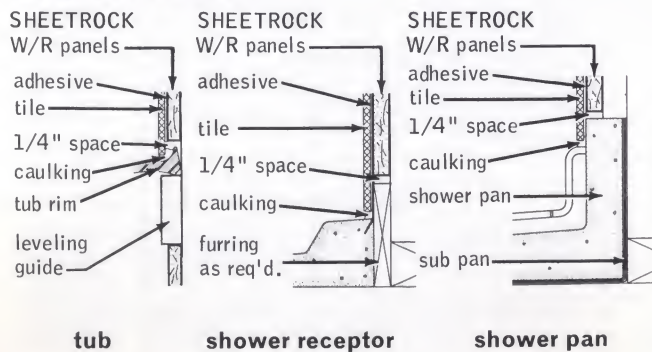 SHEETROCK
W/R panels
adhesive
tile
1/4" space
caulking
tub rim
leveling
guide
tub
SHEETROCK
W/R panels
adhesive
tile
1/4" space
caulking
furring
as req'd.
shower receptor
SHEETROCK
W/R panels
adhesive
tile
1/4" space
caulking
shower pan
sub pan
shower pan